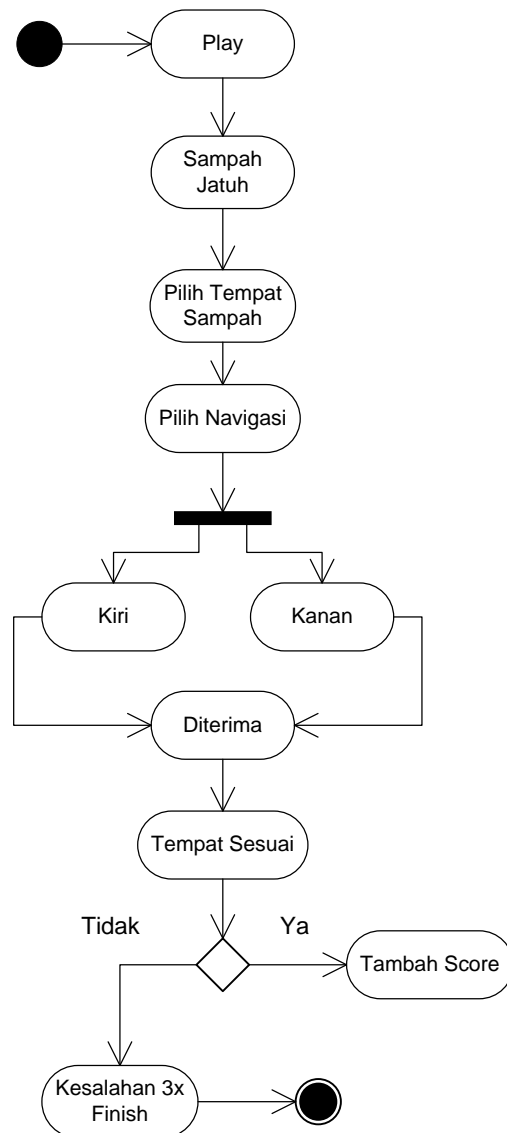 Play
Sampah
Jatuh
Pilih Tempat
Sampah
Pilih Navigasi
Kiri
Kanan
Diterima
Tempat Sesuai
Tidak
Ya
Tambah Score
Kesalahan 3x
Finish